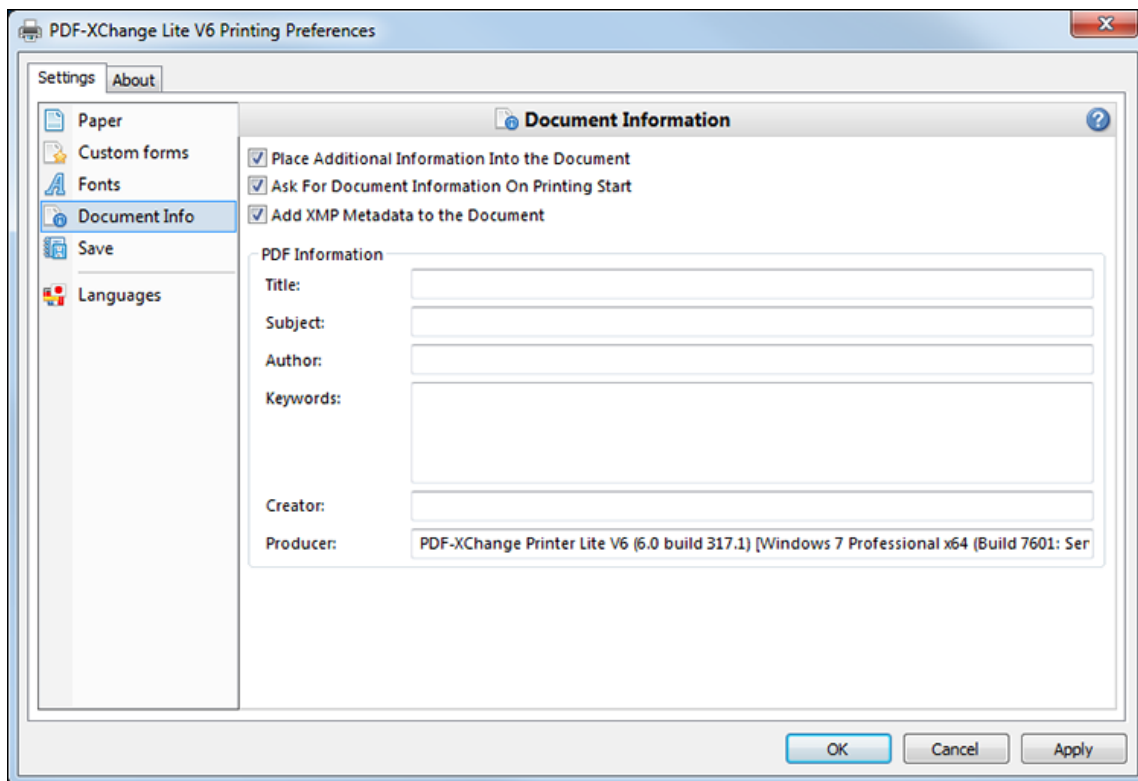 PDF-XChange Lite V6 Printing Preferences
Settings
About
Paper
Custom forms
Fonts
Document Info
Save
Languages
Document Information
Place Additional Information Into the Document
Ask For Document Information On Printing Start
Add XMP Metadata to the Document
PDF Information
Title:
Subject:
Author:
Keywords:
Creator:
Producer:
PDF-XChange Printer Lite V6 (6.0 build 317.1) [Windows 7 Professional x64 (Build 7601: Ser
OK
Cancel
Apply